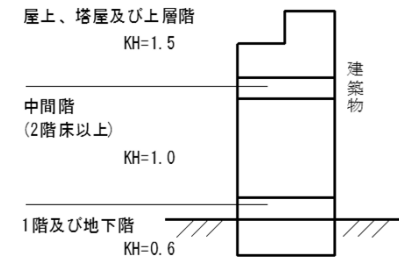 屋上、塔屋及び上層階
KH=1.5
中間階
(2階床以上)
KH=1.0
1階及び地下階
KH=0.6
建築物